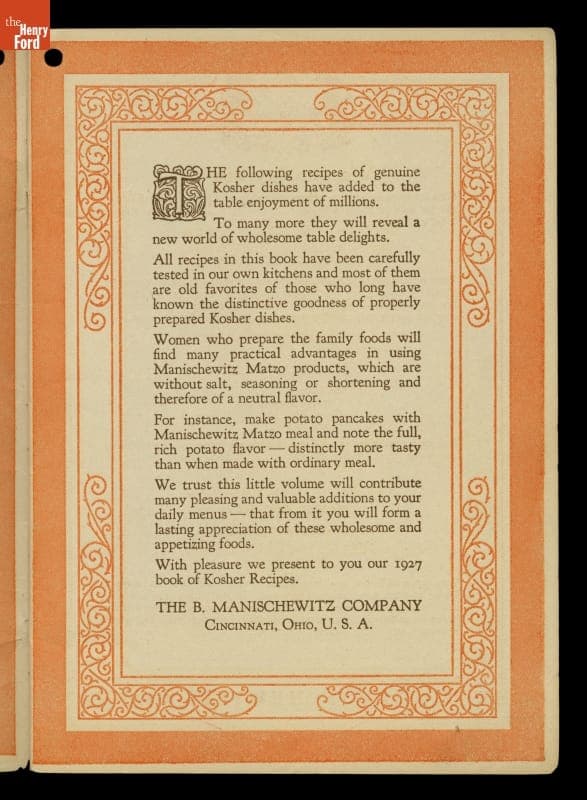 the
Henry
Ford
THE following recipes of genuine
Kosher dishes have added to the
table enjoyment of millions.
To many more they will reveal a
new world of wholesome table delights.
All recipes in this book have been carefully
tested in our own kitchens and most of them
are old favorites of those who long have
known the distinctive goodness of properly
prepared Kosher dishes.
Women who prepare the family foods will
find many practical advantages in using
Manischewitz Matzo products, which are
without salt, seasoning or shortening and
therefore of a neutral flavor.
For instance, make potato pancakes with
Manischewitz Matzo meal and note the full,
rich potato flavor — distinctly more tasty
than when made with ordinary meal.
We trust this little volume will contribute
many pleasing and valuable additions to your
daily menus — that from it you will form a
lasting appreciation of these wholesome and
appetizing foods.
With pleasure we present to you our 1927
book of Kosher Recipes.
THE B. MANISCHEWITZ COMPANY
CINCINNATI, OHIO, U. S. A.